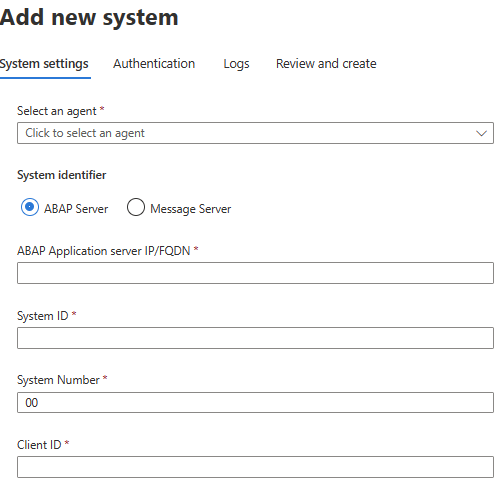 Add new system
System settings Authentication Logs Review and create
Select an agent *
Click to select an agent
System identifier
ABAP Server Message Server
ABAP Application server IP/FQDN *
System ID *
System Number *
00
Client ID *